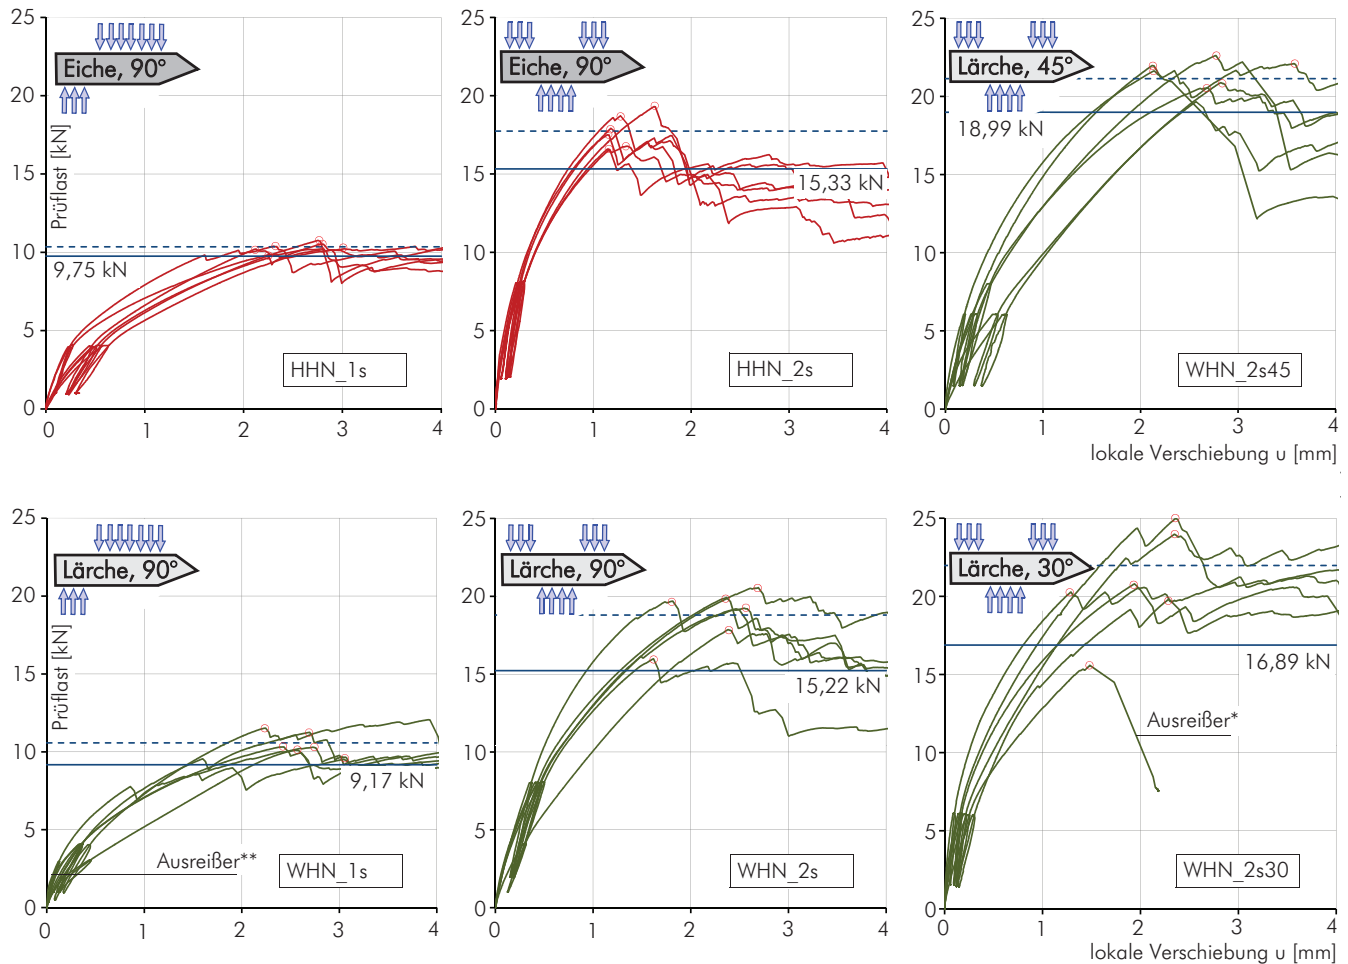 25
20
15
10
5
0
0 1 2 3 4
Prüflast [kN]
Eiche, 90°
9,75 kN
HHN_1s
25
20
15
10
5
0
0 1 2 3 4
Eiche, 90°
15,33 kN
HHN_2s
25
20
15
10
5
0
0 1 2 3 4
Lärche, 45°
18,99 kN
WHN_2s45
lokale Verschiebung u [mm]
25
20
15
10
5
0
0 1 2 3 4
Prüflast [kN]
Lärche, 90°
9,17 kN
Ausreißer**
WHN_1s
25
20
15
10
5
0
0 1 2 3 4
Lärche, 90°
15,22 kN
WHN_2s
25
20
15
10
5
0
0 1 2 3 4
Lärche, 30°
16,89 kN
Ausreißer*
WHN_2s30
lokale Verschiebung u [mm]